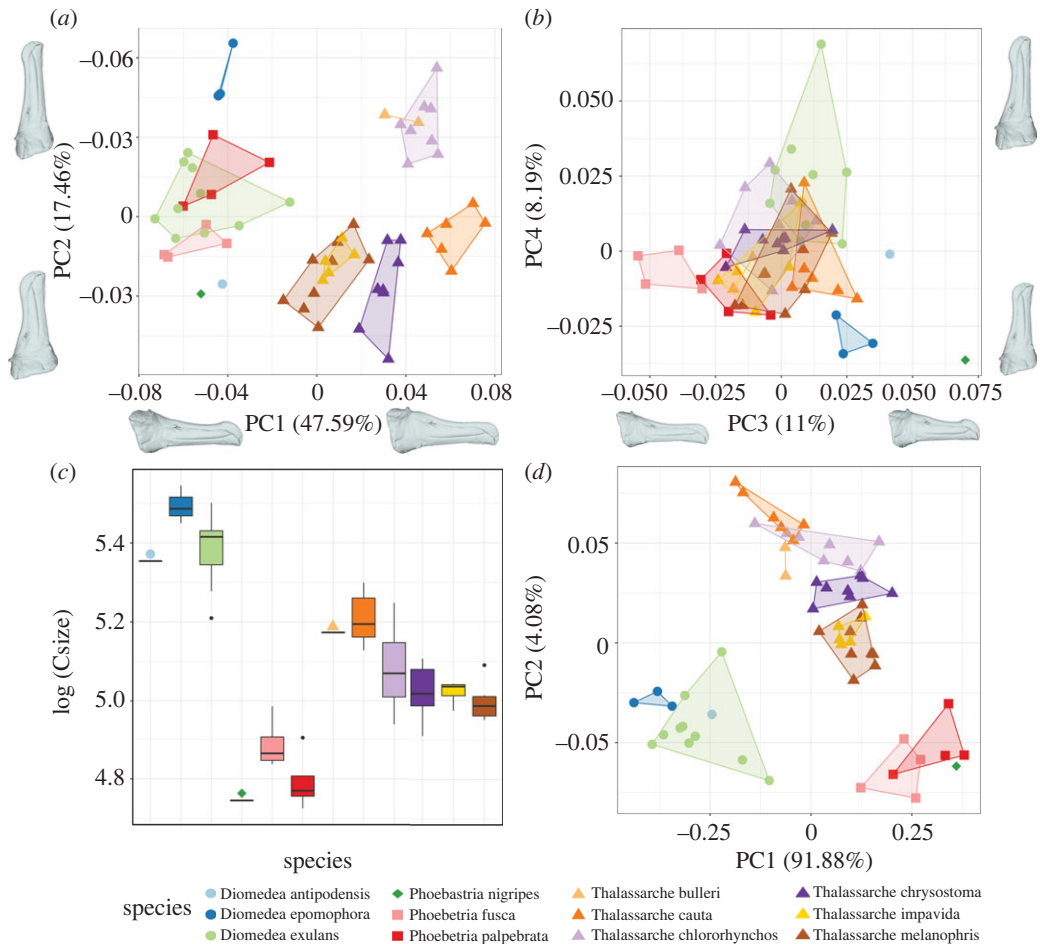 (a)
(b)
−0.06
−0.03
0
−0.03
PC2 (17.46%)
−0.08
−0.04
0
0.04
0.08
PC1 (47.59%)
0.050
0.025
0
−0.025
PC4 (8.19%)
−0.050
−0.025
0
0.025
0.050
0.075
PC3 (11%)
(c)
(d)
5.4
5.2
5.0
4.8
log (Csize)
species
0.05
0
−0.05
PC2 (4.08%)
−0.25
0
0.25
PC1 (91.88%)
species
Diomedea antipodensis
Diomedea epomophora
Diomedea exulans
Phoebastria nigripes
Phoebetria fusca
Phoebetria palpebrata
Thalassarche bulleri
Thalassarche cauta
Thalassarche chlororhynchos
Thalassarche chrysostoma
Thalassarche impavida
Thalassarche melanophris